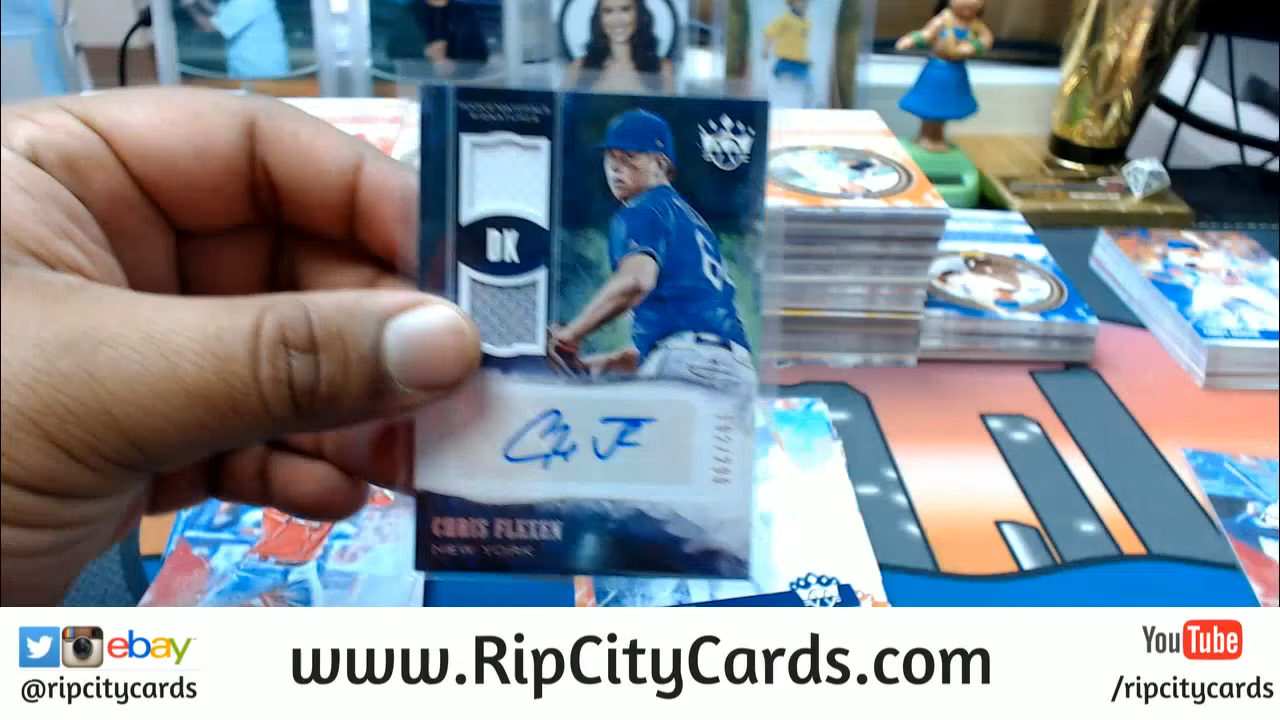 DK
CHRIS FLEXEN
NEW YORK
ebay
@ripcitycards
www.RipCityCards.com
YouTube
/ripcitycards